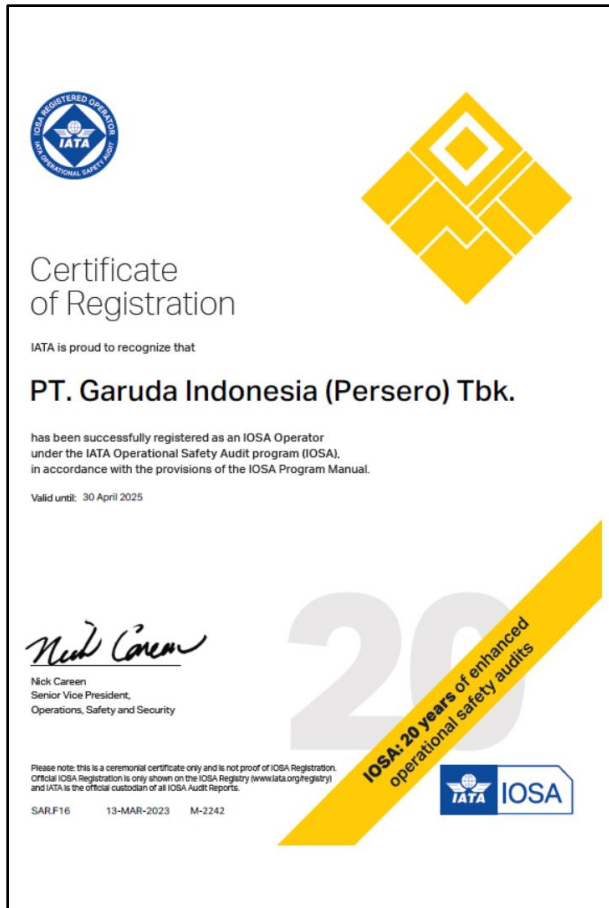 IOSA REGISTERED OPERATOR
IATA
IATA OPERATIONAL SAFETY AUDIT
Certificate
of Registration
IATA is proud to recognize that
PT. Garuda Indonesia (Persero) Tbk.
has been successfully registered as an IOSA Operator
under the IATA Operational Safety Audit program (IOSA),
in accordance with the provisions of the IOSA Program Manual.
Valid until: 30 April 2025
20
IOSA: 20 years of enhanced
operational safety audits
Nick Careen
Nick Careen
Senior Vice President,
Operations, Safety and Security
Please note: this is a ceremonial certificate only and is not proof of IOSA Registration.
Official IOSA Registration is only shown on the IOSA Registry (www.iata.org/registry)
and IATA is the official custodian of all IOSA Audit Reports.
SAR.F16 13-MAR-2023 M-2242
IATA IOSA